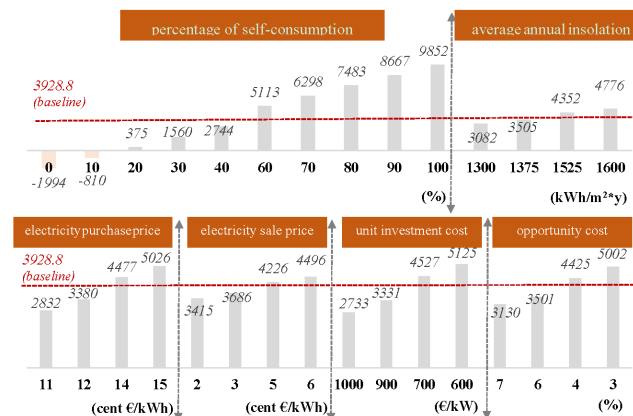 percentage of self-consumption average annual insolation
9852
8667
7483
6298
5113
4776
4352
3928.8
(baseline)
3505
3082
2744
1560
375
0 10 20 30 40 60 70 80 90 100 1300 1375 1525 1600
-1994 -810
(%) (kWh/m²*y)
electricity purchase price electricity sale price unit investment cost opportunity cost
3928.8
(baseline)
2832 3380 4477 5026 3415 3686 4226 4496 2733 3331 4527 5125 3130 3501 4425 5002
11 12 14 15 2 3 5 6 1000 900 700 600 7 6 4 3
(cent €/kWh) (cent €/kWh) (€/kW) (%)